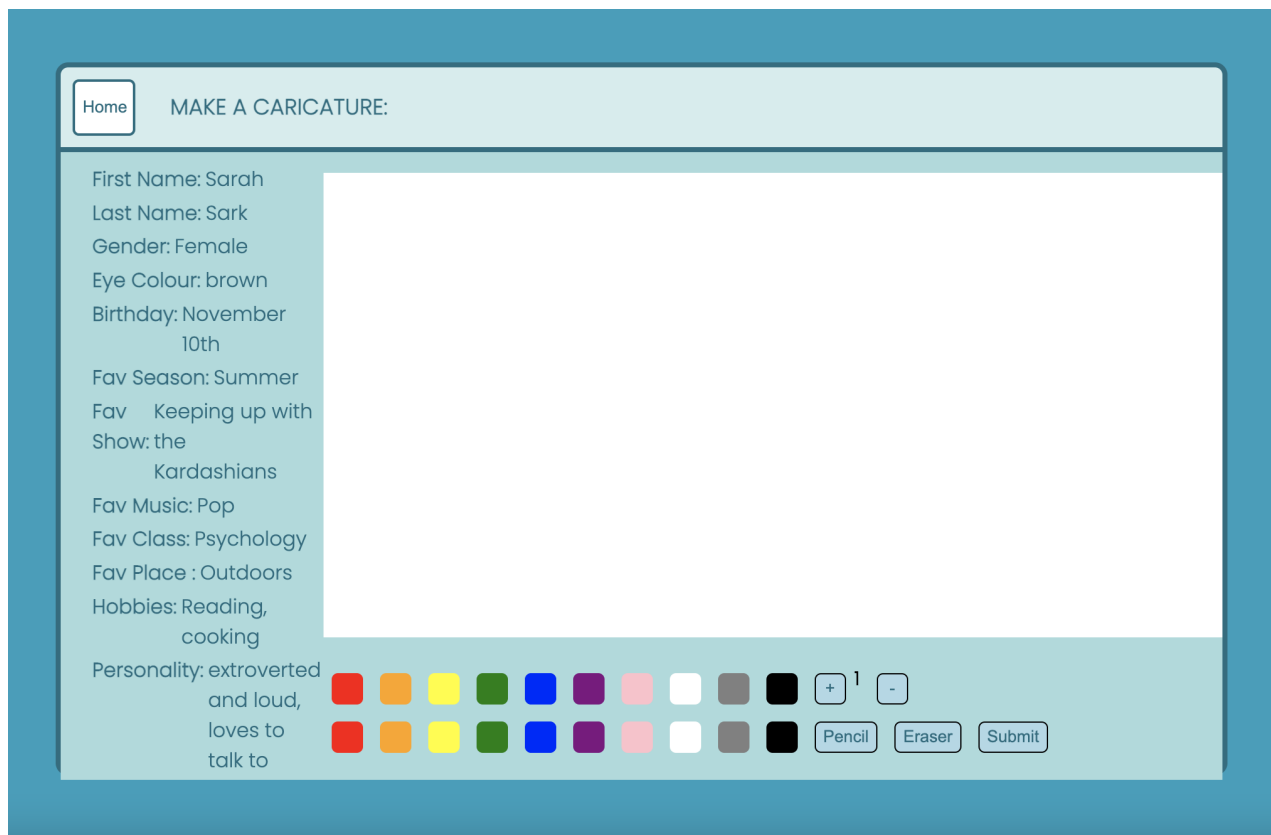 Home
MAKE A CARICATURE:
First Name: Sarah
Last Name: Sark
Gender: Female
Eye Colour: brown
Birthday: November
10th
Fav Season: Summer
Fav Keeping up with
Show: the
Kardashians
Fav Music: Pop
Fav Class: Psychology
Fav Place : Outdoors
Hobbies: Reading,
cooking
Personality: extroverted
and loud,
loves to
talk to
+ 1 -
Pencil Eraser Submit